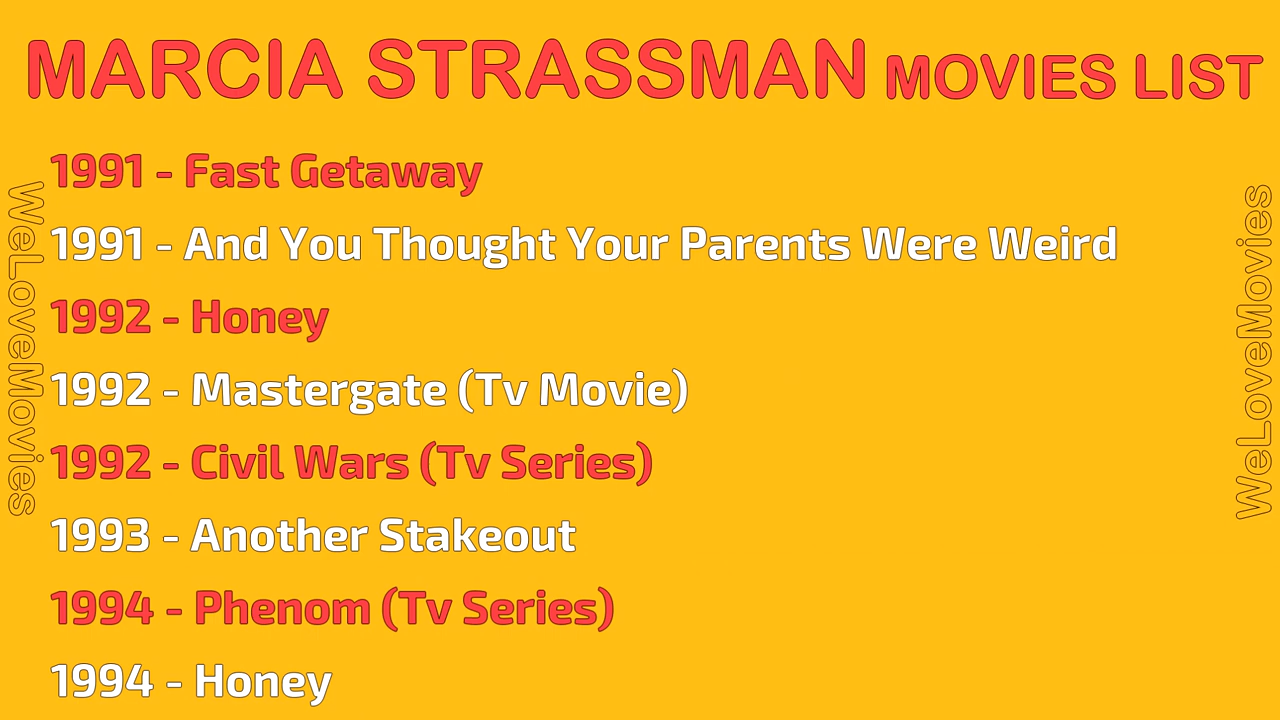 MARCIA STRASSMAN MOVIES LIST
1991 - Fast Getaway
1991 - And You Thought Your Parents Were Weird
1992 - Honey
1992 - Mastergate (Tv Movie)
1992 - Civil Wars (Tv Series)
1993 - Another Stakeout
1994 - Phenom (Tv Series)
1994 - Honey
WeLoveMovies
WeLoveMovies